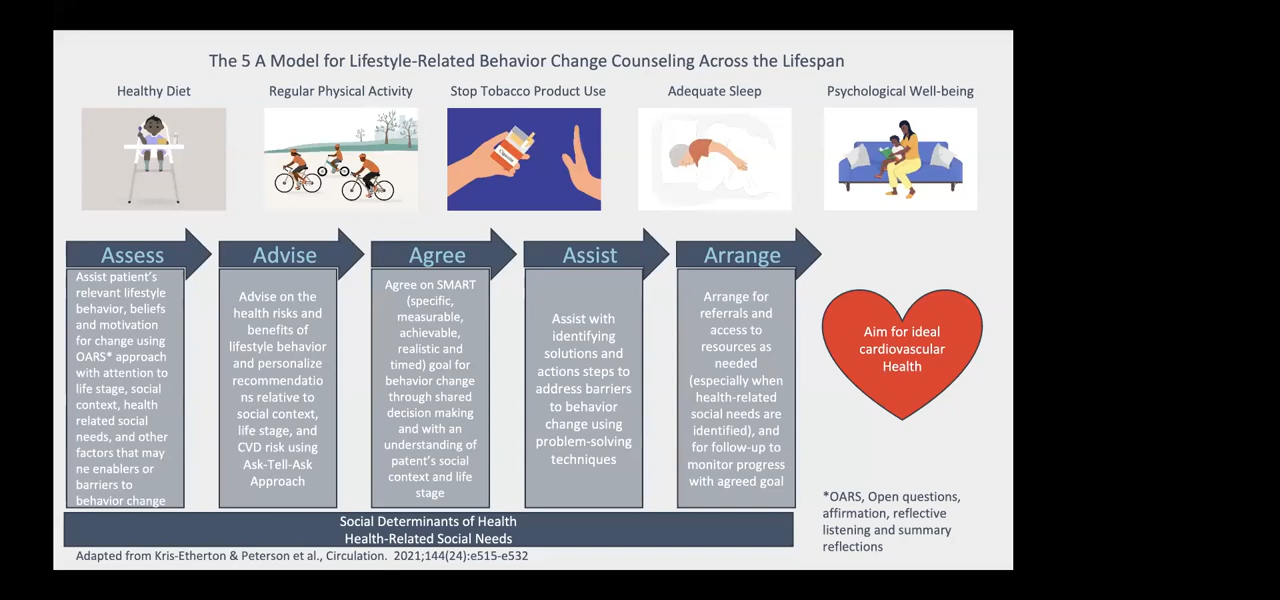 The 5 A Model for Lifestyle-Related Behavior Change Counseling Across the Lifespan
Healthy Diet
Regular Physical Activity
Stop Tobacco Product Use
Adequate Sleep
Psychological Well-being
Assess
Assist patient's
relevant lifestyle
behavior, beliefs
and motivation
for change using
OARS* approach
with attention to
life stage, social
context, health
related social
needs, and other
factors that may
ne enablers or
barriers to
behavior change
Advise
Advise on the
health risks and
benefits of
lifestyle behavior
and personalize
recommendatio
ns relative to
social context,
life stage, and
CVD risk using
Ask-Tell-Ask
Approach
Agree
Agree on SMART
(specific,
measurable,
achievable,
realistic and
timed) goal for
behavior change
through shared
decision making
and with an
understanding of
patent's social
context and life
stage
Assist
Assist with
identifying
solutions and
actions steps to
address barriers
to behavior
change using
problem-solving
techniques
Arrange
Arrange for
referrals and
access to
resources as
needed
(especially when
health-related
social needs are
identified), and
for follow-up to
monitor progress
with agreed goal
Aim for ideal
cardiovascular
Health
*OARS, Open questions,
affirmation, reflective
listening and summary
reflections
Social Determinants of Health
Health-Related Social Needs
Adapted from Kris-Etherton & Peterson et al., Circulation. 2021;144(24):e515-e532